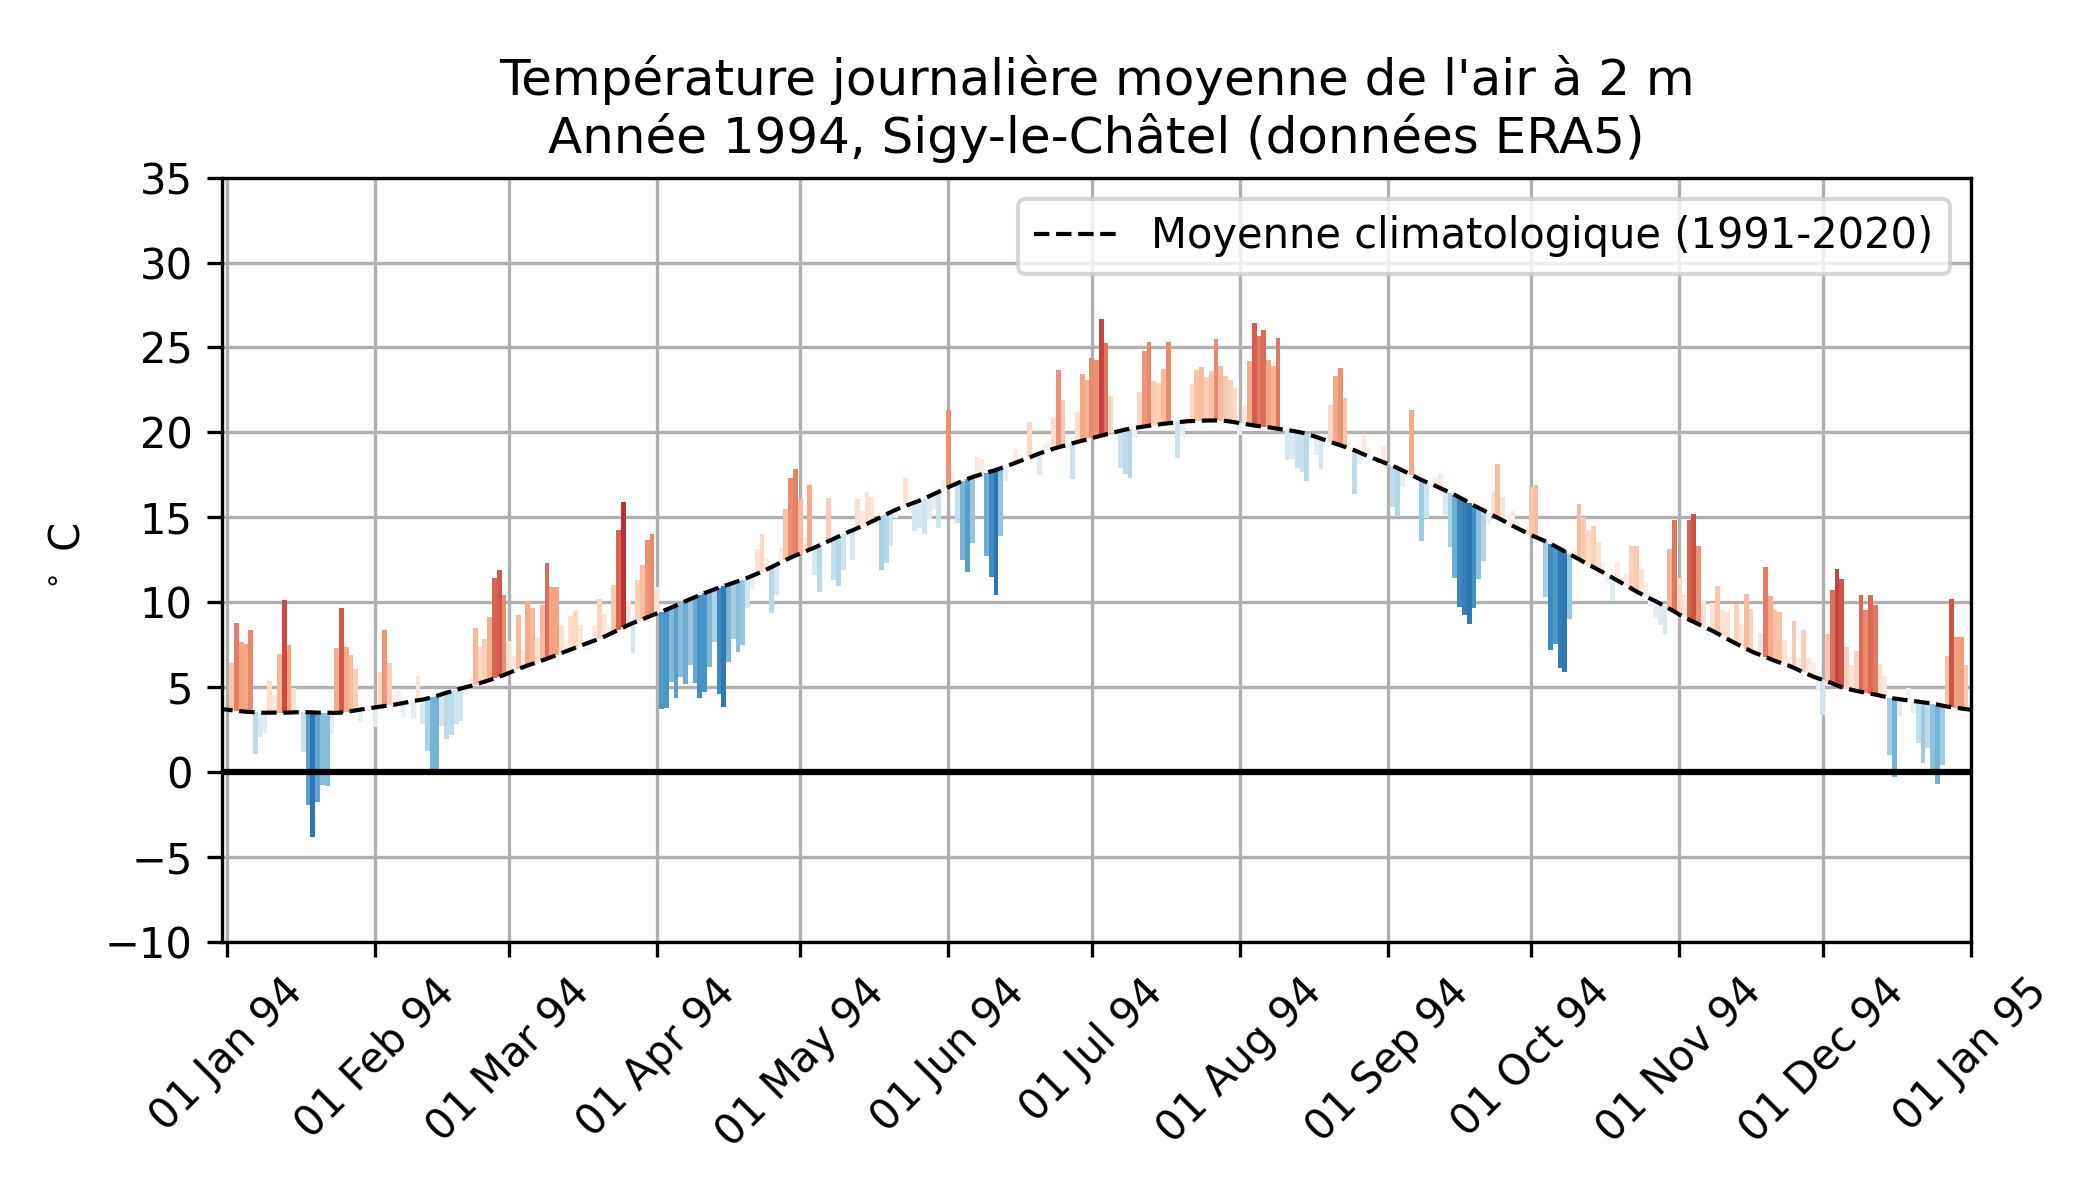 Température journalière moyenne de l'air à 2 m
Année 1994, Sigy-le-Châtel (données ERA5)
Moyenne climatologique (1991-2020)
° C
35
30
25
20
15
10
5
0
−5
−10
01 Jan 94
01 Feb 94
01 Mar 94
01 Apr 94
01 May 94
01 Jun 94
01 Jul 94
01 Aug 94
01 Sep 94
01 Oct 94
01 Nov 94
01 Dec 94
01 Jan 95